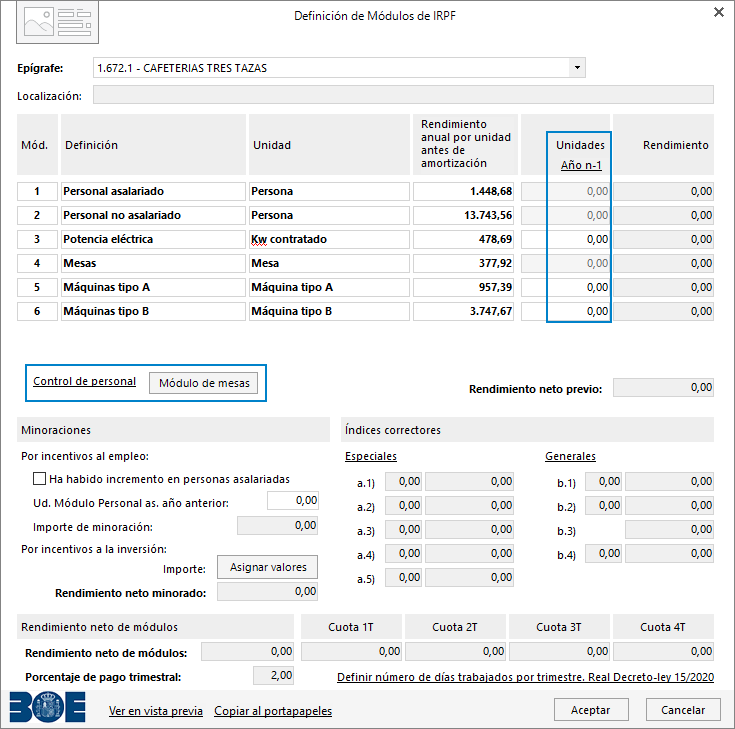 Definición de Módulos de IRPF
Epígrafe: 1.672.1 - CAFETERIAS TRES TAZAS
Localización:
Mód. Definición Unidad Rendimiento anual por unidad antes de amortización Unidades Año n-1 Rendimiento
1 Personal asalariado Persona 1.448,68 0,00 0,00
2 Personal no asalariado Persona 13.743,56 0,00 0,00
3 Potencia eléctrica Kw contratado 478,69 0,00 0,00
4 Mesas Mesa 377,92 0,00 0,00
5 Máquinas tipo A Máquina tipo A 957,39 0,00 0,00
6 Máquinas tipo B Máquina tipo B 3.747,67 0,00 0,00
Control de personal Módulo de mesas
Rendimiento neto previo: 0,00
Minoraciones
Por incentivos al empleo:
Ha habido incremento en personas asalariadas
Ud. Módulo Personal as. año anterior: 0,00
Importe de minoración: 0,00
Por incentivos a la inversión:
Importe: Asignar valores
Rendimiento neto minorado: 0,00
Índices correctores
Especiales
a.1) 0,00 0,00
a.2) 0,00 0,00
a.3) 0,00 0,00
a.4) 0,00 0,00
a.5) 0,00 0,00
Generales
b.1) 0,00 0,00
b.2) 0,00 0,00
b.3) 0,00
b.4) 0,00 0,00
Rendimiento neto de módulos Cuota 1T Cuota 2T Cuota 3T Cuota 4T
Rendimiento neto de módulos: 0,00 0,00 0,00 0,00 0,00
Porcentaje de pago trimestral: 2,00 Definir número de días trabajados por trimestre. Real Decreto-ley 15/2020
BOE Ver en vista previa Copiar al portapapeles Aceptar Cancelar